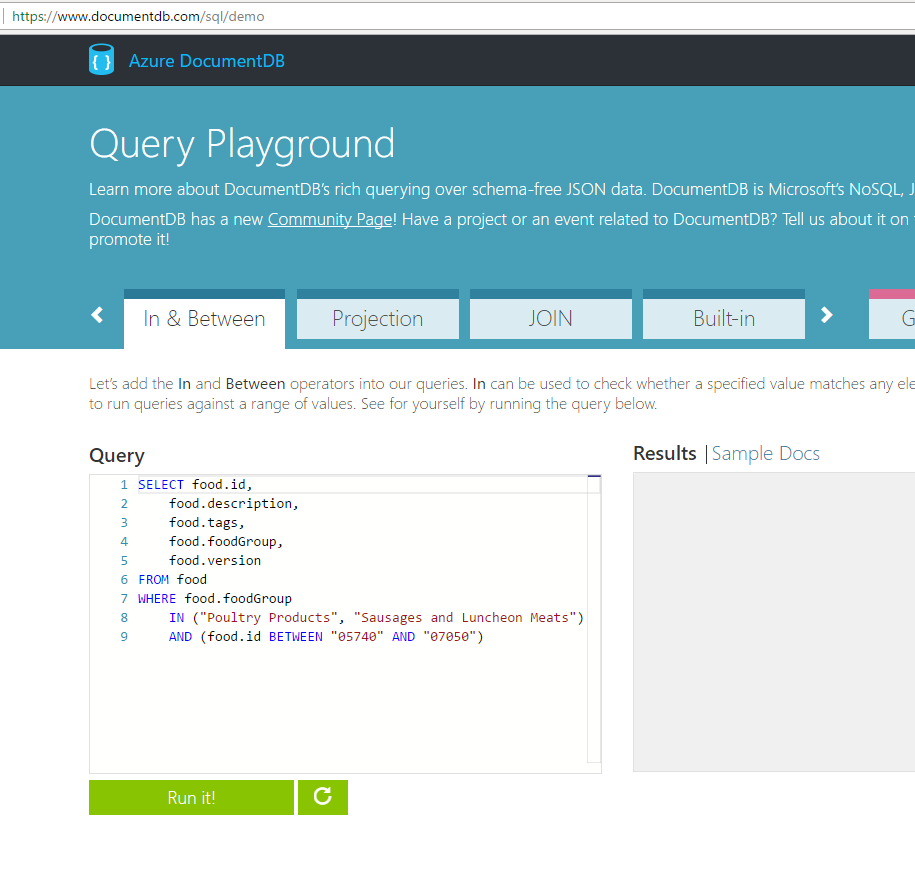 https://www.documentdb.com/sql/demo
{ } Azure DocumentDB
Query Playground
Learn more about DocumentDB's rich querying over schema-free JSON data. DocumentDB is Microsoft's NoSQL, J
DocumentDB has a new Community Page! Have a project or an event related to DocumentDB? Tell us about it on
promote it!
In & Between Projection JOIN Built-in G
Let's add the In and Between operators into our queries. In can be used to check whether a specified value matches any ele
to run queries against a range of values. See for yourself by running the query below.
Query
Results | Sample Docs
1 SELECT food.id,
2 food.description,
3 food.tags,
4 food.foodGroup,
5 food.version
6 FROM food
7 WHERE food.foodGroup
8 IN ("Poultry Products", "Sausages and Luncheon Meats")
9 AND (food.id BETWEEN "05740" AND "07050")
Run it!